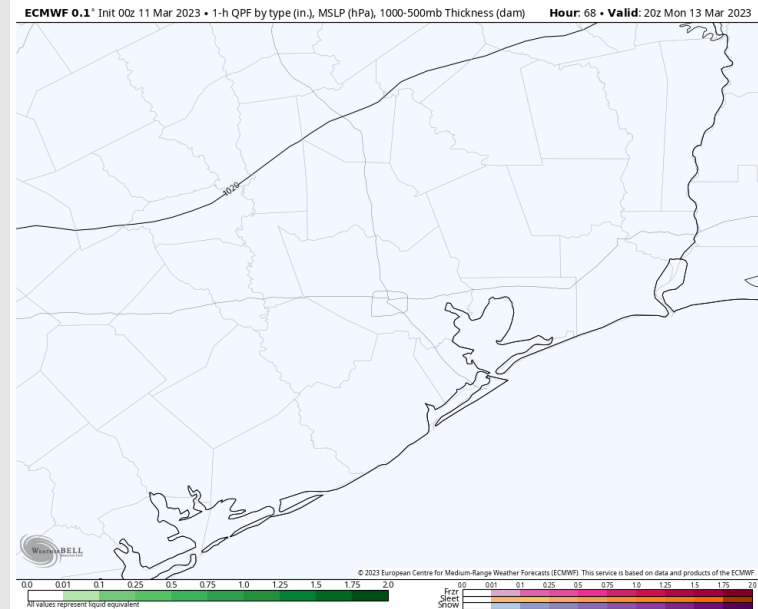 ECMWF 0.1° Init 00z 11 Mar 2023 • 1-h QPF by type (in.), MSLP (hPa), 1000-500mb Thickness (dam) Hour: 68 • Valid: 20z Mon 13 Mar 2023
1020
WEATHERBELL
© 2023 European Centre for Medium-Range Weather Forecasts (ECMWF). This service is based on data and products of the ECMWF
0.0 0.01 0.1 0.25 0.5 0.75 1.0 1.25 1.5 1.75 2.0
All values represent liquid equivalent
0.0 0.01 0.1 0.25 0.5 0.75 1.0 1.25 1.5 1.75 2.0
Frzr
Sleet
Snow